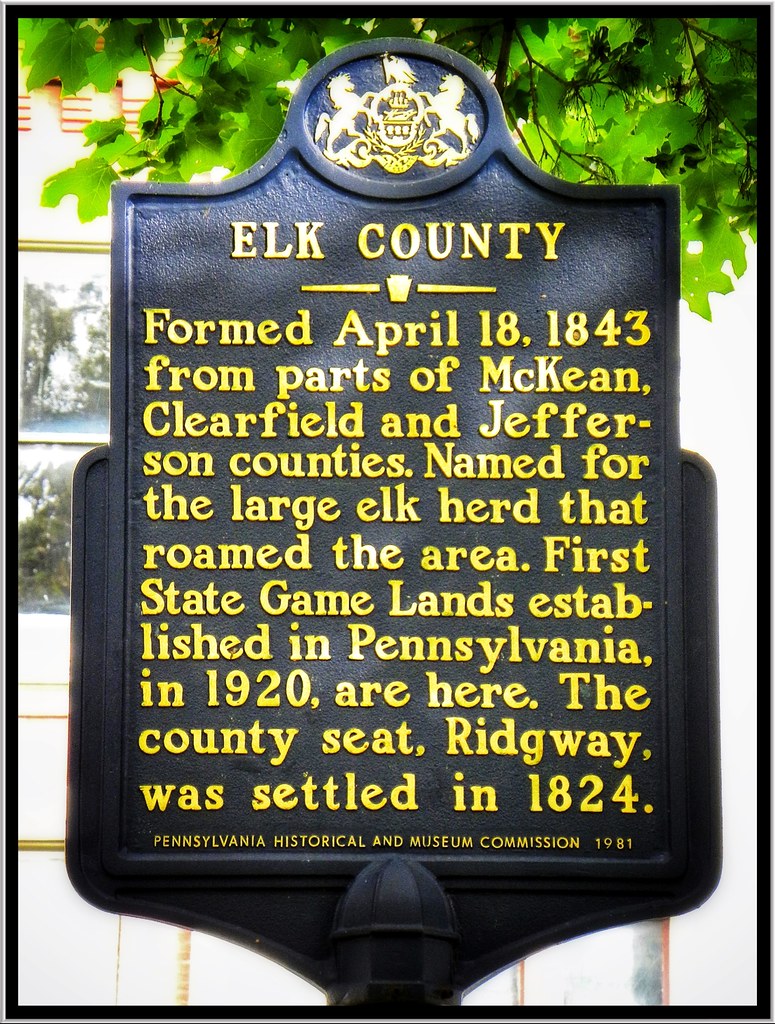 ELK COUNTY
Formed April 18, 1843
from parts of McKean,
Clearfield and Jeffer-
son counties. Named for
the large elk herd that
roamed the area. First
State Game Lands estab-
lished in Pennsylvania,
in 1920, are here. The
county seat, Ridgway,
was settled in 1824.
PENNSYLVANIA HISTORICAL AND MUSEUM COMMISSION 1981